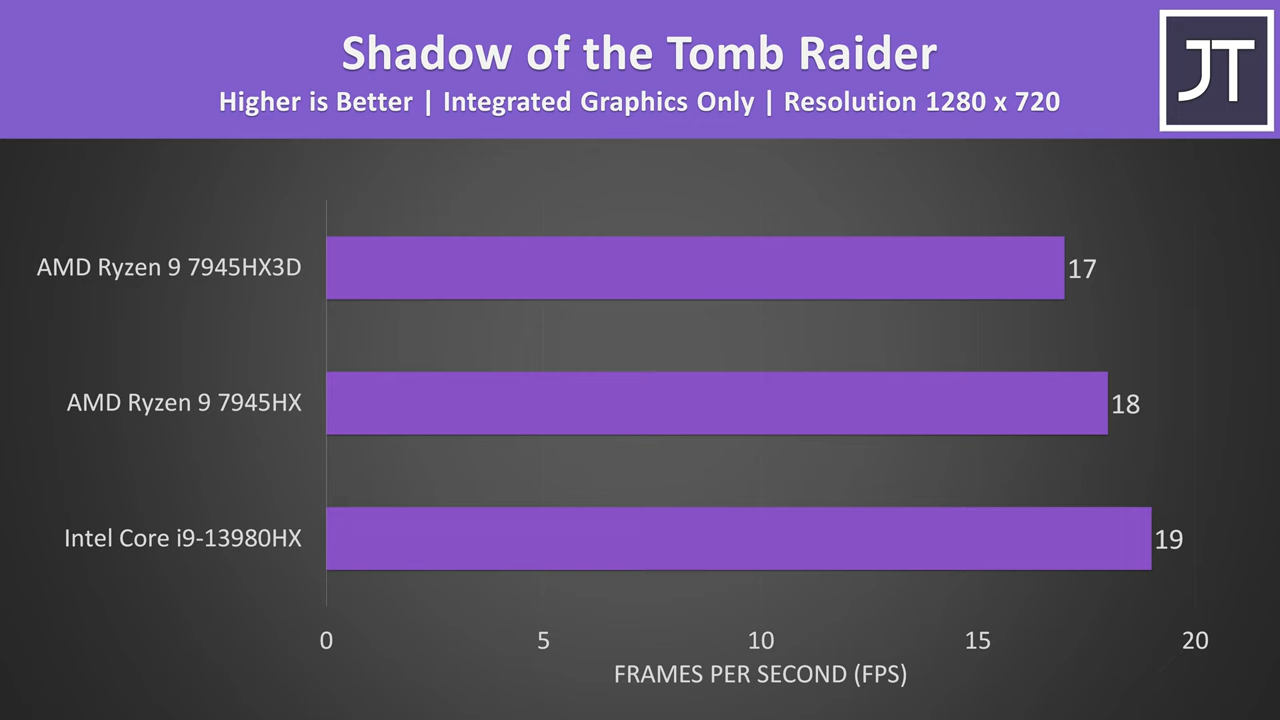 Shadow of the Tomb Raider
Higher is Better | Integrated Graphics Only | Resolution 1280 x 720
JT
AMD Ryzen 9 7945HX3D
17
AMD Ryzen 9 7945HX
18
Intel Core i9-13980HX
19
0 5 10 15 20
FRAMES PER SECOND (FPS)